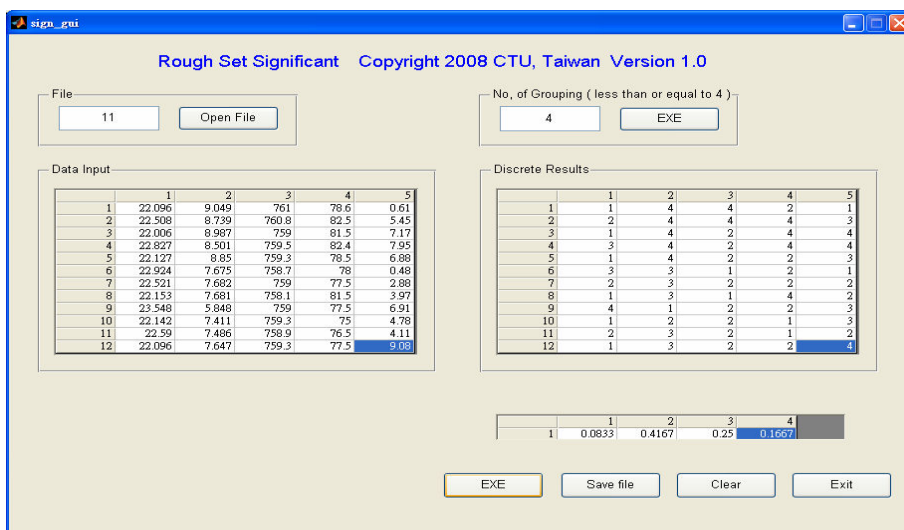 sign_gui
Rough Set Significant Copyright 2008 CTU, Taiwan Version 1.0
File
11 Open File
No, of Grouping ( less than or equal to 4 )
4 EXE
Data Input
1 2 3 4 5
1 22.096 9.049 761 78.6 0.61
2 22.508 8.739 760.8 82.5 5.45
3 22.006 8.987 759 81.5 7.17
4 22.827 8.501 759.5 82.4 7.95
5 22.127 8.85 759.3 78.5 6.88
6 22.924 7.675 758.7 78 0.48
7 22.521 7.682 759 77.5 2.88
8 22.153 7.681 758.1 81.5 3.97
9 23.548 5.848 759 77.5 6.91
10 22.142 7.411 759.3 75 4.78
11 22.59 7.486 758.9 76.5 4.11
12 22.096 7.647 759.3 77.5 9.08
Discrete Results
1 2 3 4 5
1 1 4 4 2 1
2 2 4 4 4 3
3 1 4 2 4 4
4 3 4 2 4 4
5 1 4 2 2 3
6 3 3 1 2 1
7 2 3 2 2 2
8 1 3 1 4 2
9 4 1 2 2 3
10 1 2 2 1 3
11 2 3 2 1 2
12 1 3 2 2 4
1 2 3 4
1 0.0833 0.4167 0.25 0.1667
EXE Save file Clear Exit